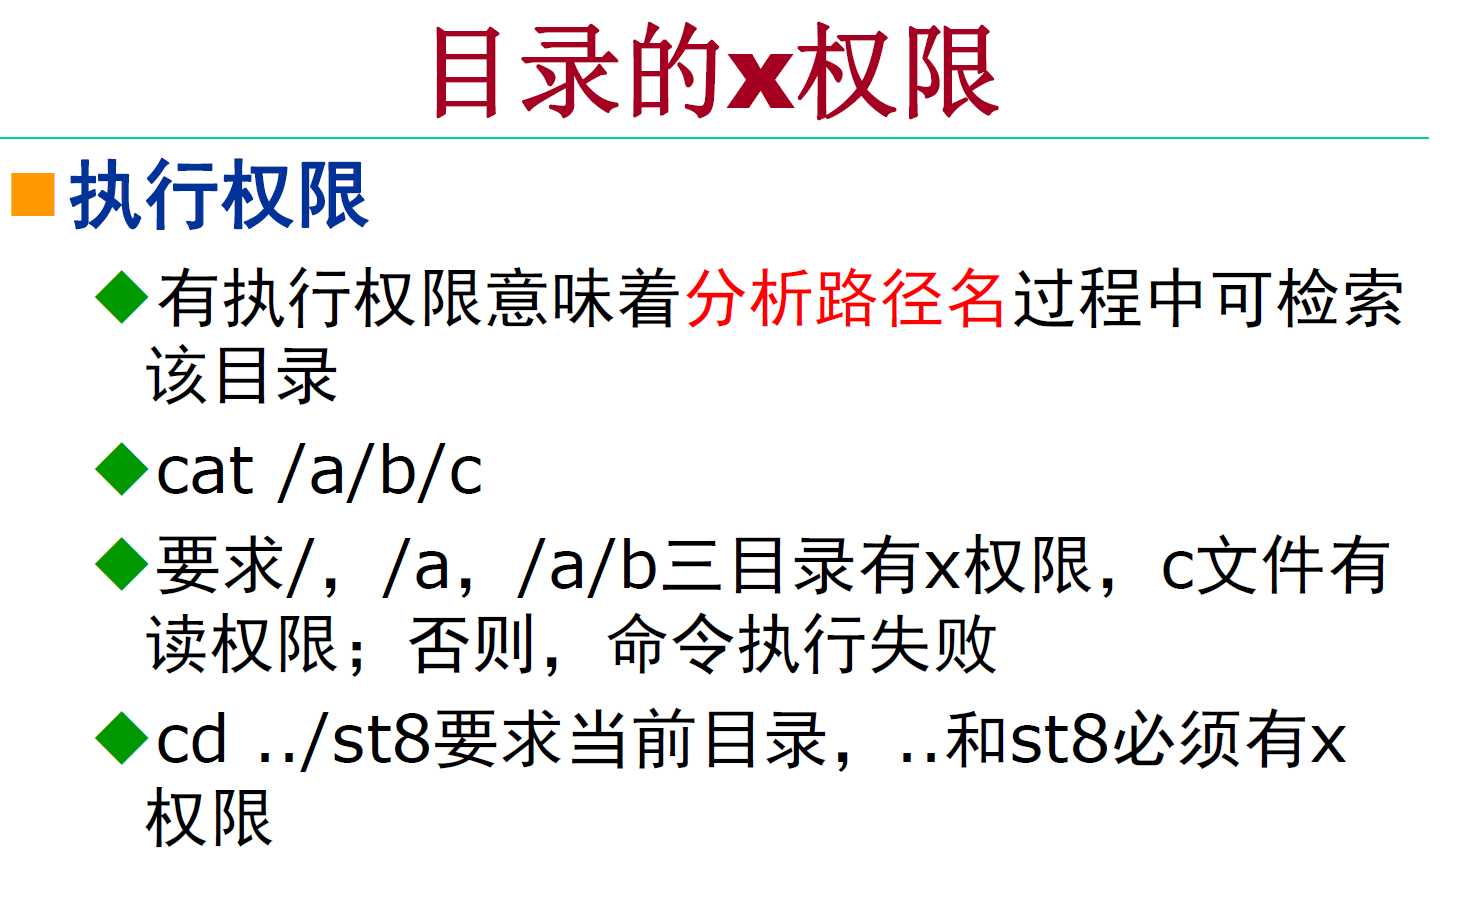 目录的x权限
执行权限
有执行权限意味着分析路径名过程中可检索
该目录
cat /a/b/c
要求/，/a，/a/b三目录有x权限，c文件有
读权限；否则，命令执行失败
cd ../st8要求当前目录，..和st8必须有x
权限